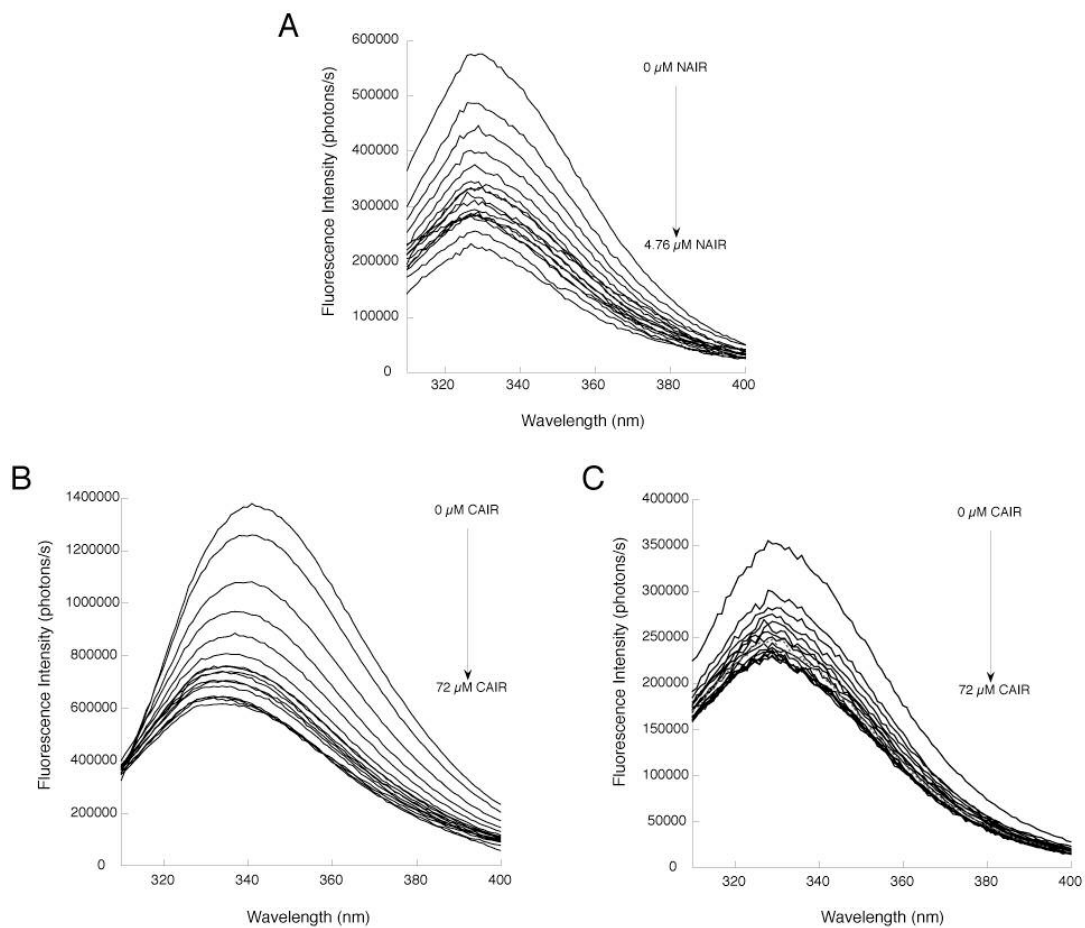 A
600000
500000
400000
300000
200000
100000
0
Fluorescence Intensity (photons/s)
0 µM NAIR
4.76 µM NAIR
320 340 360 380 400
Wavelength (nm)
B
1400000
1200000
1000000
800000
600000
400000
200000
0
Fluorescence Intensity (photons/s)
0 µM CAIR
72 µM CAIR
320 340 360 380 400
Wavelength (nm)
C
400000
350000
300000
250000
200000
150000
100000
50000
0
Fluorescence Intensity (photons/s)
0 µM CAIR
72 µM CAIR
320 340 360 380 400
Wavelength (nm)